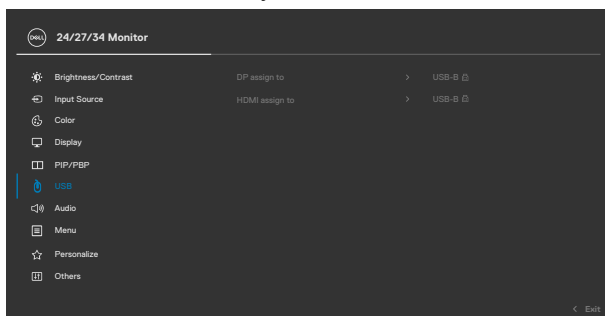 DELL 24/27/34 Monitor
Brightness/Contrast DP assign to > USB-B
Input Source HDMI assign to > USB-B
Color
Display
PIP/PBP
USB
Audio
Menu
Personalize
Others
< Exit